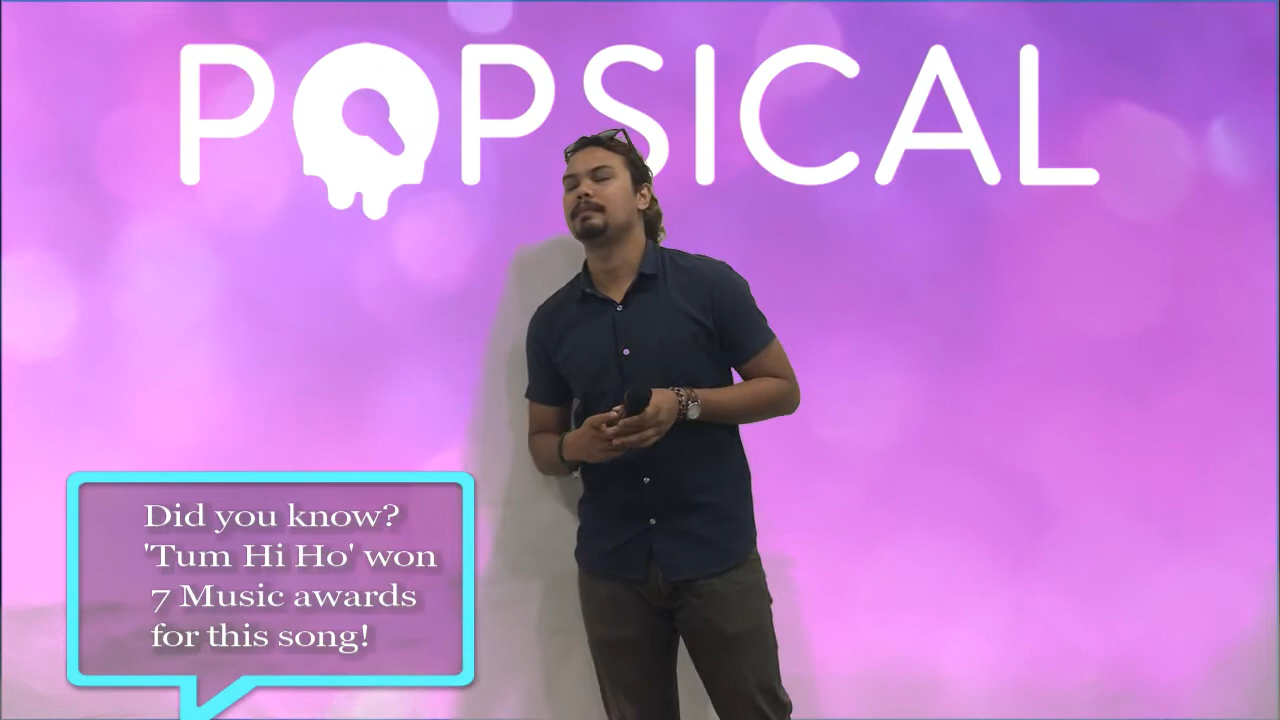 POPSICAL
Did you know?
'Tum Hi Ho' won
7 Music awards
for this song!